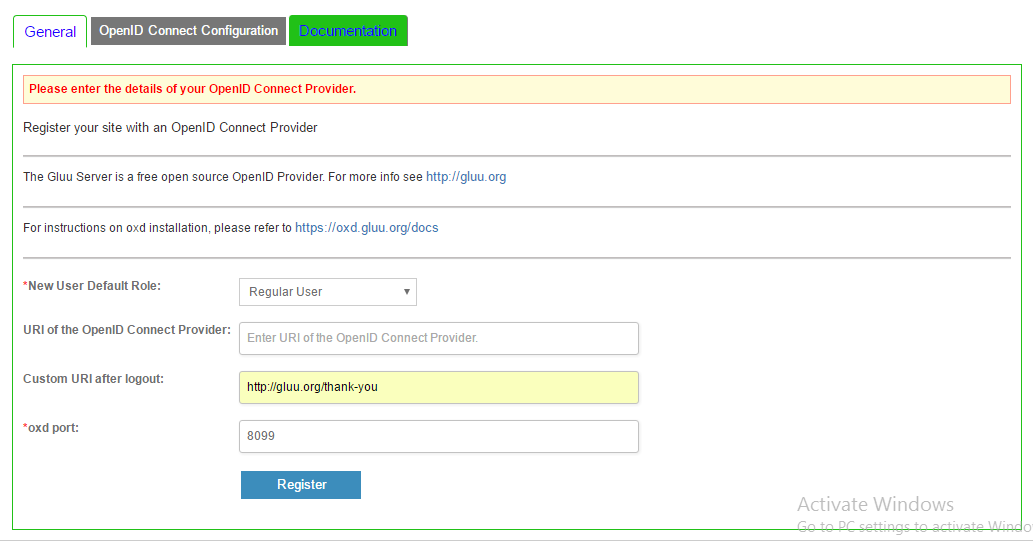 General OpenID Connect Configuration Documentation
Please enter the details of your OpenID Connect Provider.
Register your site with an OpenID Connect Provider
The Gluu Server is a free open source OpenID Provider. For more info see http://gluu.org
For instructions on oxd installation, please refer to https://oxd.gluu.org/docs
*New User Default Role: Regular User
URI of the OpenID Connect Provider: Enter URI of the OpenID Connect Provider.
Custom URI after logout: http://gluu.org/thank-you
*oxd port: 8099
Register
Activate Windows
Go to PC settings to activate Windo